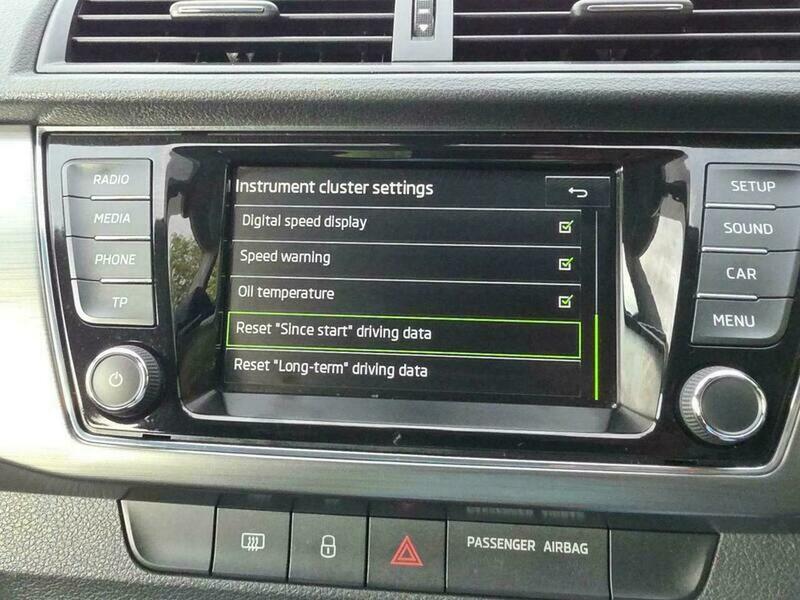 RADIO
MEDIA
PHONE
TP
Instrument cluster settings
Digital speed display
Speed warning
Oil temperature
Reset "Since start" driving data
Reset "Long-term" driving data
SETUP
SOUND
CAR
MENU
PASSENGER AIRBAG